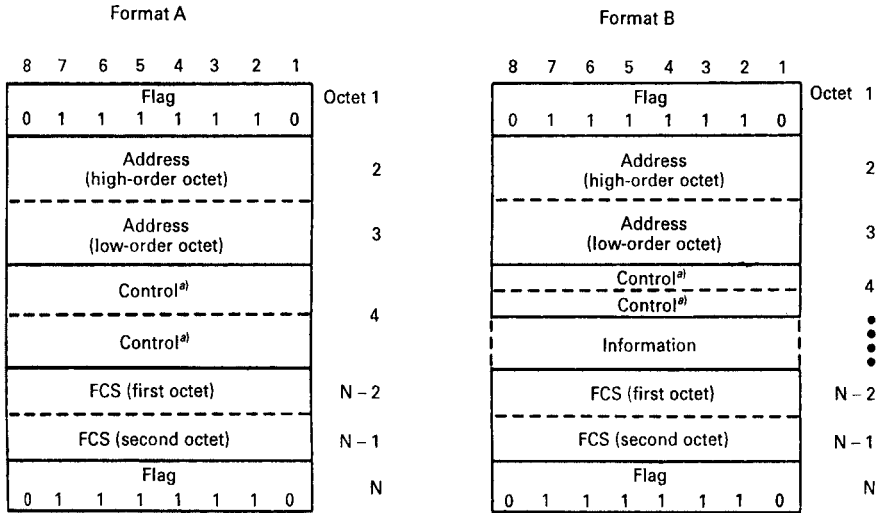 Format A
8 7 6 5 4 3 2 1
Flag
0 1 1 1 1 1 1 0
Octet 1
Address
(high-order octet)
2
Address
(low-order octet)
3
Control a)
4
Control a)
FCS (first octet)
N – 2
FCS (second octet)
N – 1
Flag
0 1 1 1 1 1 1 0
N
Format B
8 7 6 5 4 3 2 1
Flag
0 1 1 1 1 1 1 0
Octet 1
Address
(high-order octet)
2
Address
(low-order octet)
3
Control a)
4
Control a)
Information
FCS (first octet)
N – 2
FCS (second octet)
N – 1
Flag
0 1 1 1 1 1 1 0
N